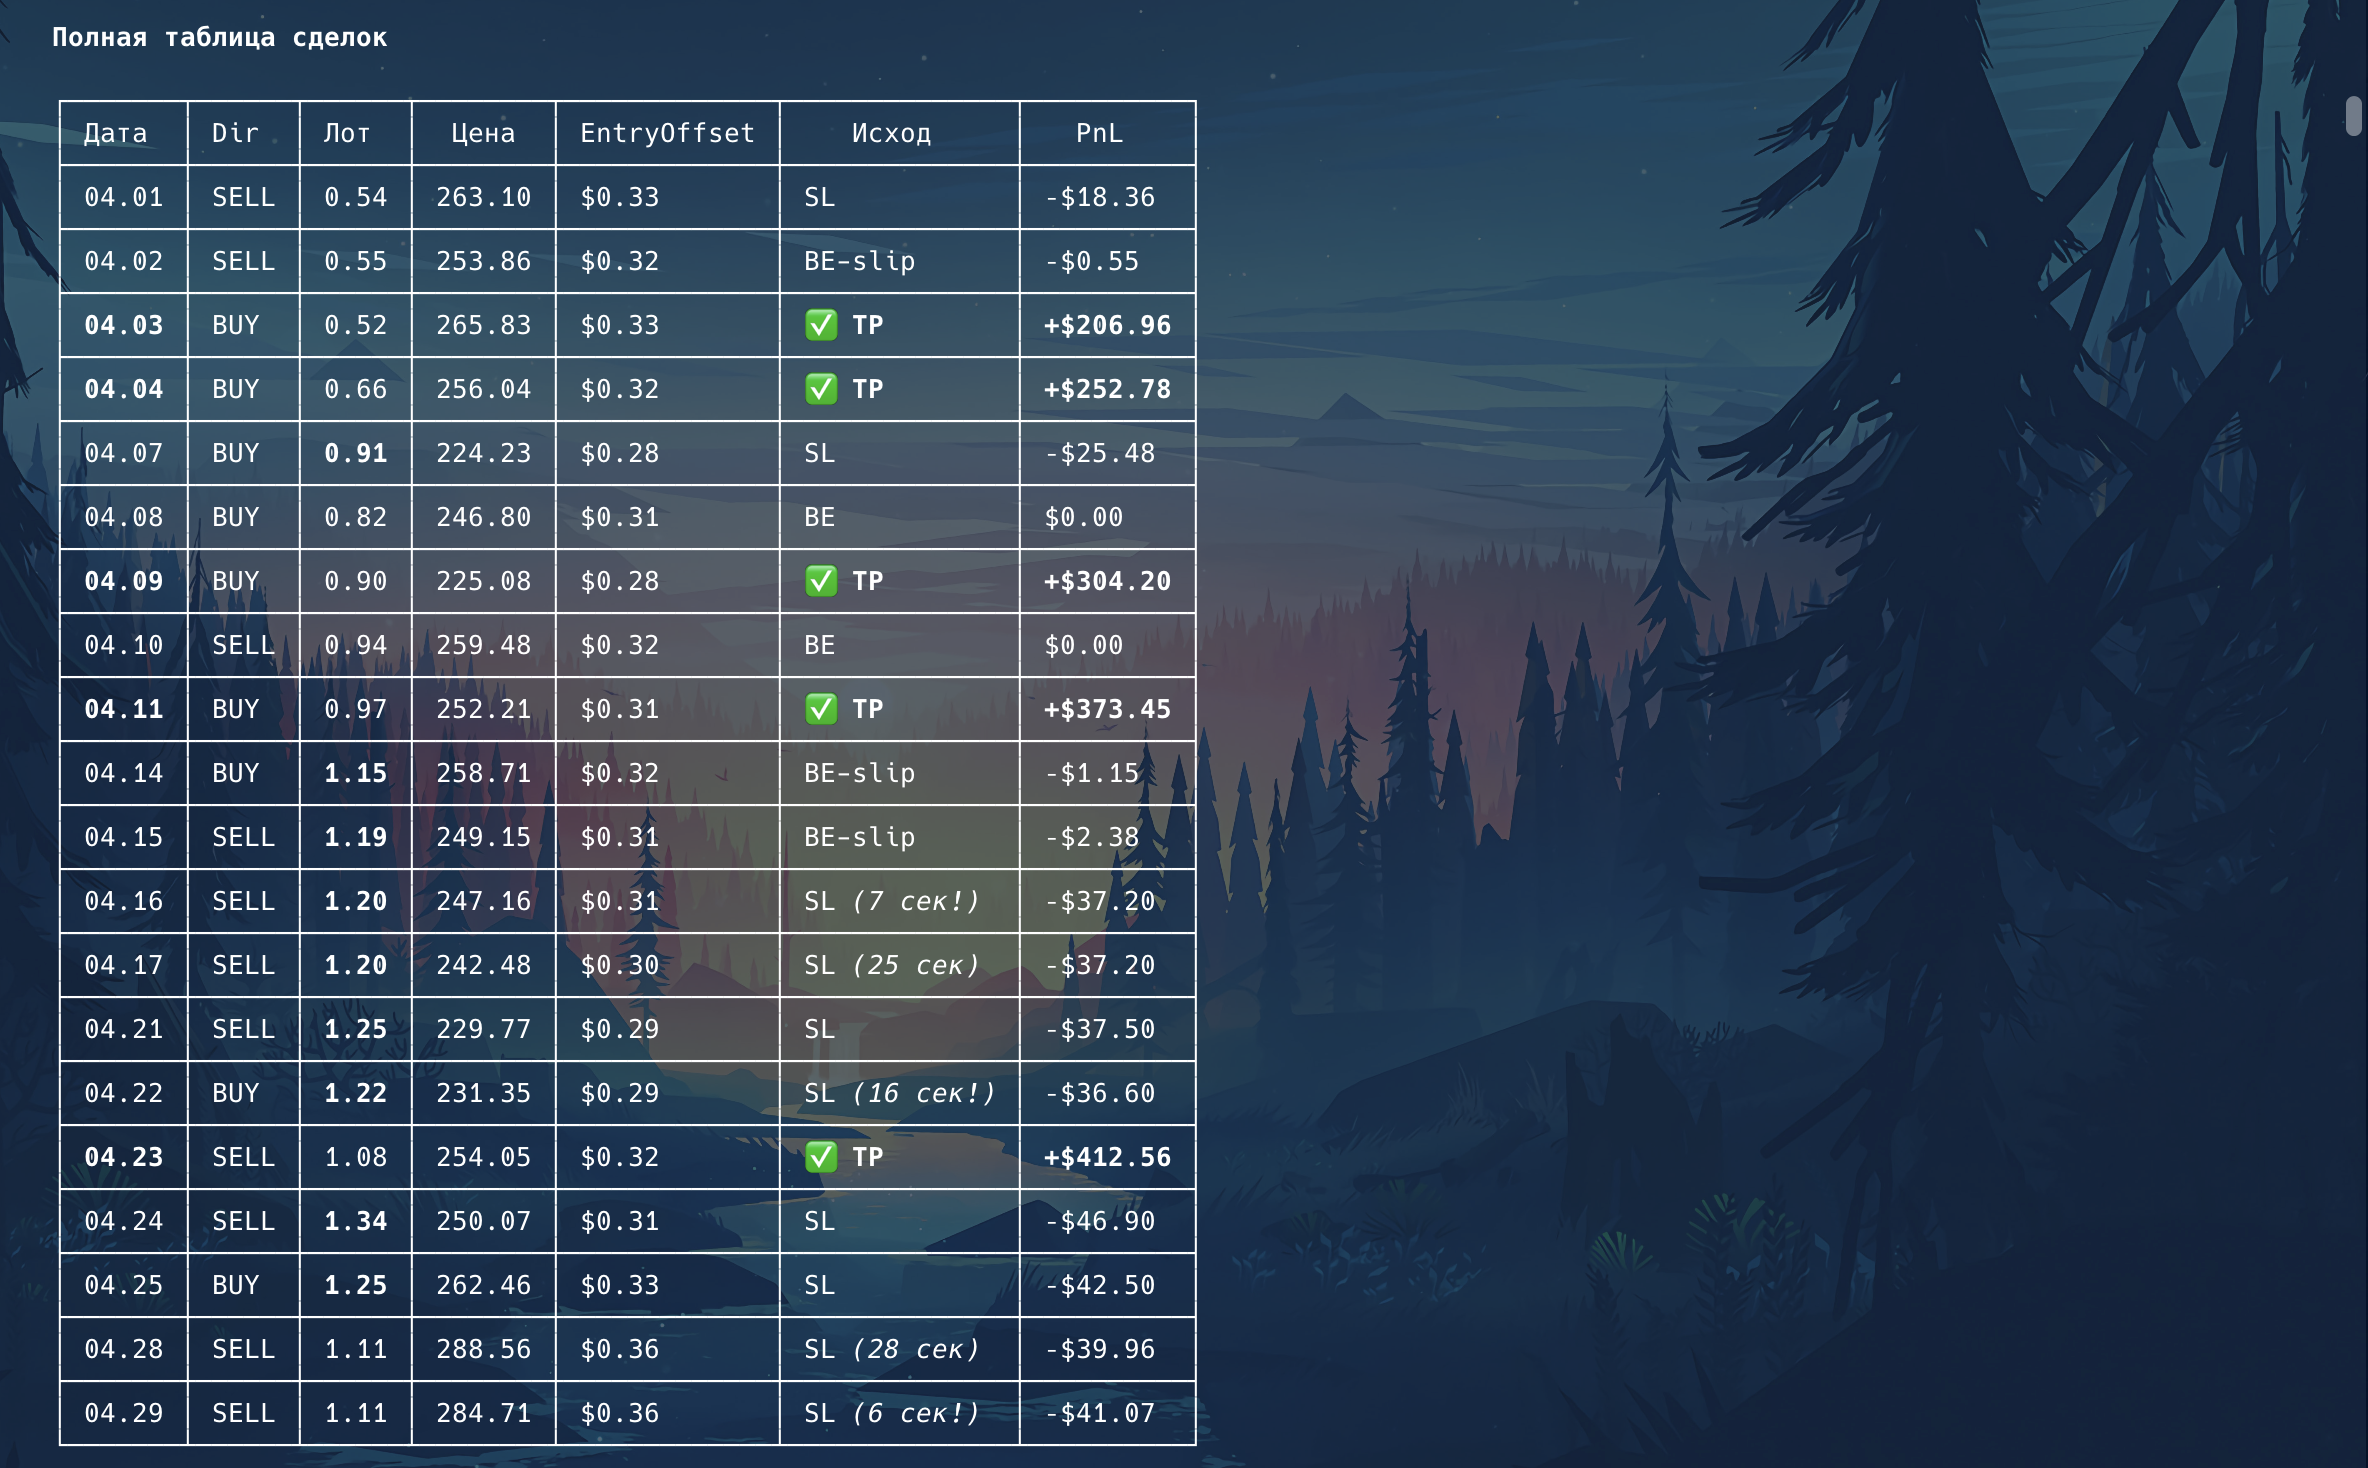 Полная таблица сделок
Дата Dir Лот Цена EntryOffset Исход PnL
04.01 SELL 0.54 263.10 $0.33 SL -$18.36
04.02 SELL 0.55 253.86 $0.32 BE-slip -$0.55
04.03 BUY 0.52 265.83 $0.33 ✅ TP +$206.96
04.04 BUY 0.66 256.04 $0.32 ✅ TP +$252.78
04.07 BUY 0.91 224.23 $0.28 SL -$25.48
04.08 BUY 0.82 246.80 $0.31 BE $0.00
04.09 BUY 0.90 225.08 $0.28 ✅ TP +$304.20
04.10 SELL 0.94 259.48 $0.32 BE $0.00
04.11 BUY 0.97 252.21 $0.31 ✅ TP +$373.45
04.14 BUY 1.15 258.71 $0.32 BE-slip -$1.15
04.15 SELL 1.19 249.15 $0.31 BE-slip -$2.38
04.16 SELL 1.20 247.16 $0.31 SL (7 сек!) -$37.20
04.17 SELL 1.20 242.48 $0.30 SL (25 сек) -$37.20
04.21 SELL 1.25 229.77 $0.29 SL -$37.50
04.22 BUY 1.22 231.35 $0.29 SL (16 сек!) -$36.60
04.23 SELL 1.08 254.05 $0.32 ✅ TP +$412.56
04.24 SELL 1.34 250.07 $0.31 SL -$46.90
04.25 BUY 1.25 262.46 $0.33 SL -$42.50
04.28 SELL 1.11 288.56 $0.36 SL (28 сек) -$39.96
04.29 SELL 1.11 284.71 $0.36 SL (6 сек!) -$41.07